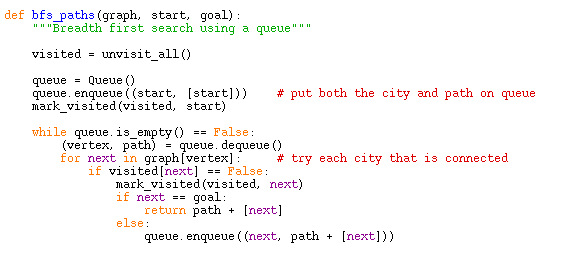 def bfs_paths(graph, start, goal):
    """Breadth first search using a queue"""

    visited = unvisit_all()

    queue = Queue()
    queue.enqueue((start, [start]))    # put both the city and path on queue
    mark_visited(visited, start)

    while queue.is_empty() == False:
        (vertex, path) = queue.dequeue()
        for next in graph[vertex]:     # try each city that is connected
            if visited[next] == False:
                mark_visited(visited, next)
                if next == goal:
                    return path + [next]
                else:
                    queue.enqueue((next, path + [next]))